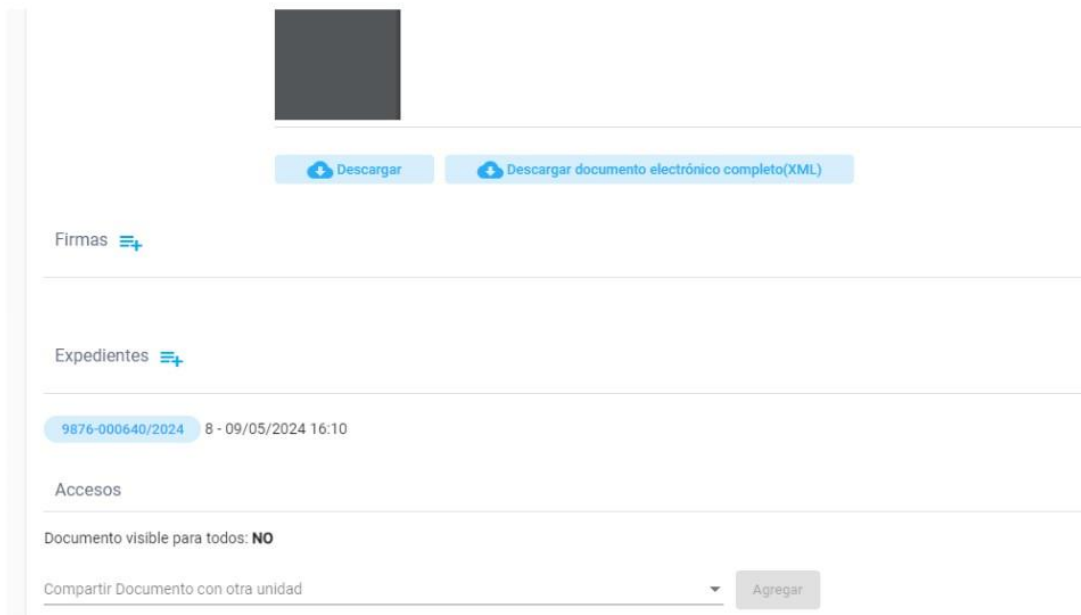 Descargar Descargar documento electrónico completo(XML)
Firmas
Expedientes
9876-000640/2024 8 - 09/05/2024 16:10
Accesos
Documento visible para todos: NO
Compartir Documento con otra unidad Agregar